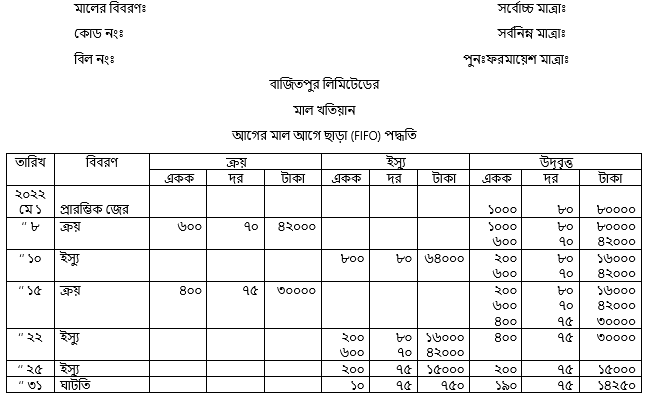 মালের বিবরণঃ সর্বোচ্চ মাত্রাঃ
কোড নংঃ সর্বনিম্ন মাত্রাঃ
বিল নংঃ পুনঃফরমায়েশ মাত্রাঃ
বাজিতপুর লিমিটেডের
মাল খতিয়ান
আগের মাল আগে ছাড়া (FIFO) পদ্ধতি
তারিখ বিবরণ ক্রয় ইস্যু উদ্বৃত্ত
একক দর টাকা একক দর টাকা একক দর টাকা
২০২২
মে ১ প্রারম্ভিক জের ১০০০ ৮০ ৮০০০০
“ ৮ ক্রয় ৬০০ ৭০ ৪২০০০ ১০০০ ৮০ ৮০০০০
৬০০ ৭০ ৪২০০০
“ ১০ ইস্যু ৮০০ ৮০ ৬৪০০০ ২০০ ৮০ ১৬০০০
৬০০ ৭০ ৪২০০০
“ ১৫ ক্রয় ৪০০ ৭৫ ৩০০০০ ২০০ ৮০ ১৬০০০
৬০০ ৭০ ৪২০০০
৪০০ ৭৫ ৩০০০০
“ ২২ ইস্যু ২০০ ৮০ ১৬০০০ ৪০০ ৭৫ ৩০০০০
৬০০ ৭০ ৪২০০০
“ ২৫ ইস্যু ২০০ ৭৫ ১৫০০০ ২০০ ৭৫ ১৫০০০
“ ৩১ ঘাটতি ১০ ৭৫ ৭৫০ ১৯০ ৭৫ ১৪২৫০